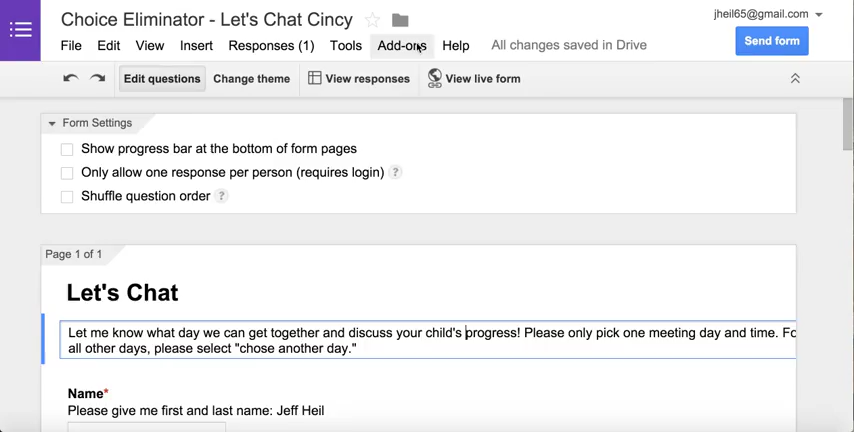 Choice Eliminator - Let's Chat Cincy
jheil65@gmail.com
File Edit View Insert Responses (1) Tools Add-ons Help All changes saved in Drive
Send form
Edit questions Change theme View responses View live form
Form Settings
Show progress bar at the bottom of form pages
Only allow one response per person (requires login) ?
Shuffle question order ?
Page 1 of 1
Let's Chat
Let me know what day we can get together and discuss your child's progress! Please only pick one meeting day and time. Fo
all other days, please select "chose another day."
Name*
Please give me first and last name: Jeff Heil